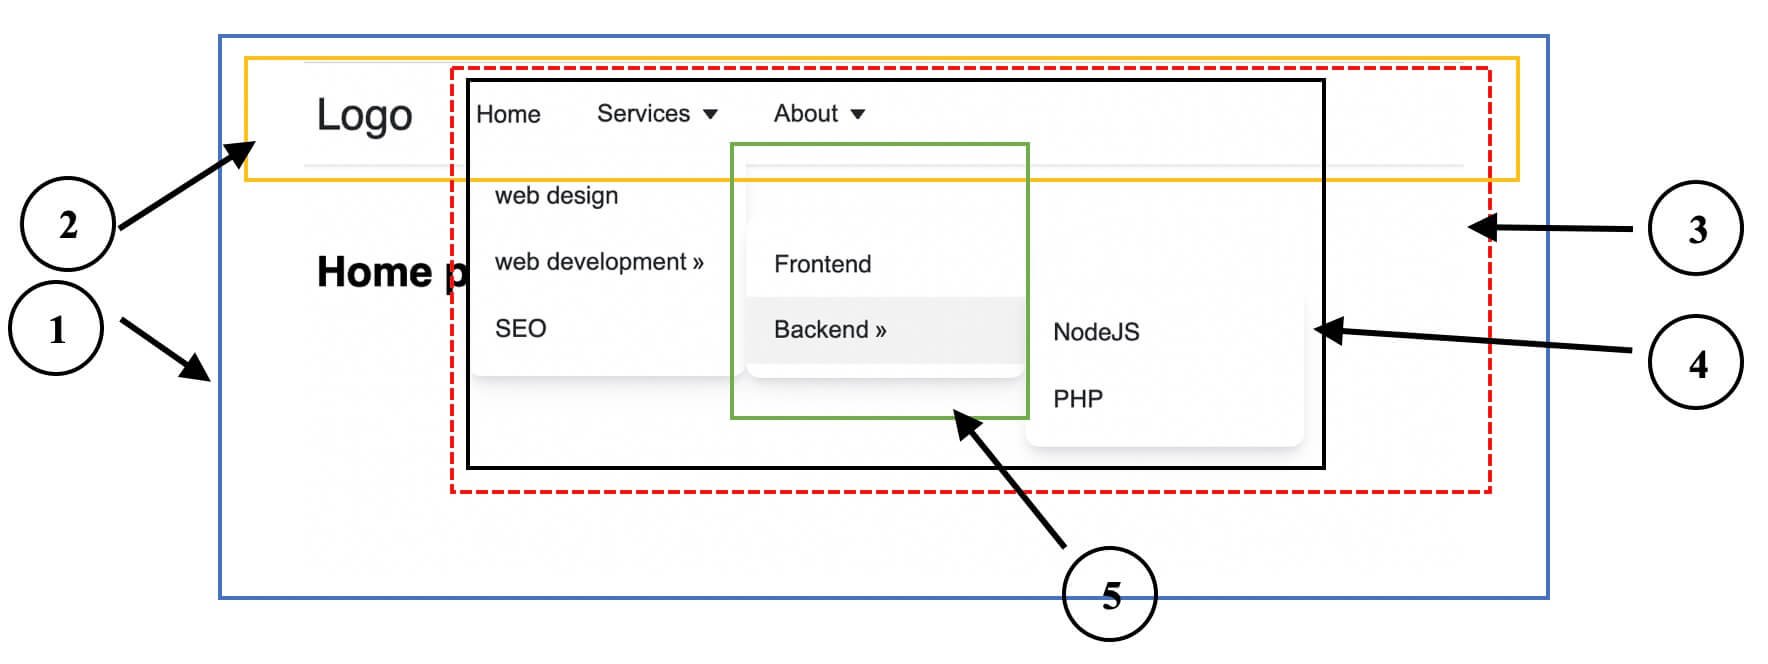 Logo
Home Services ▼ About ▼
web design
web development »
SEO
Home p
Frontend
Backend »
NodeJS
PHP
2
1
3
4
5